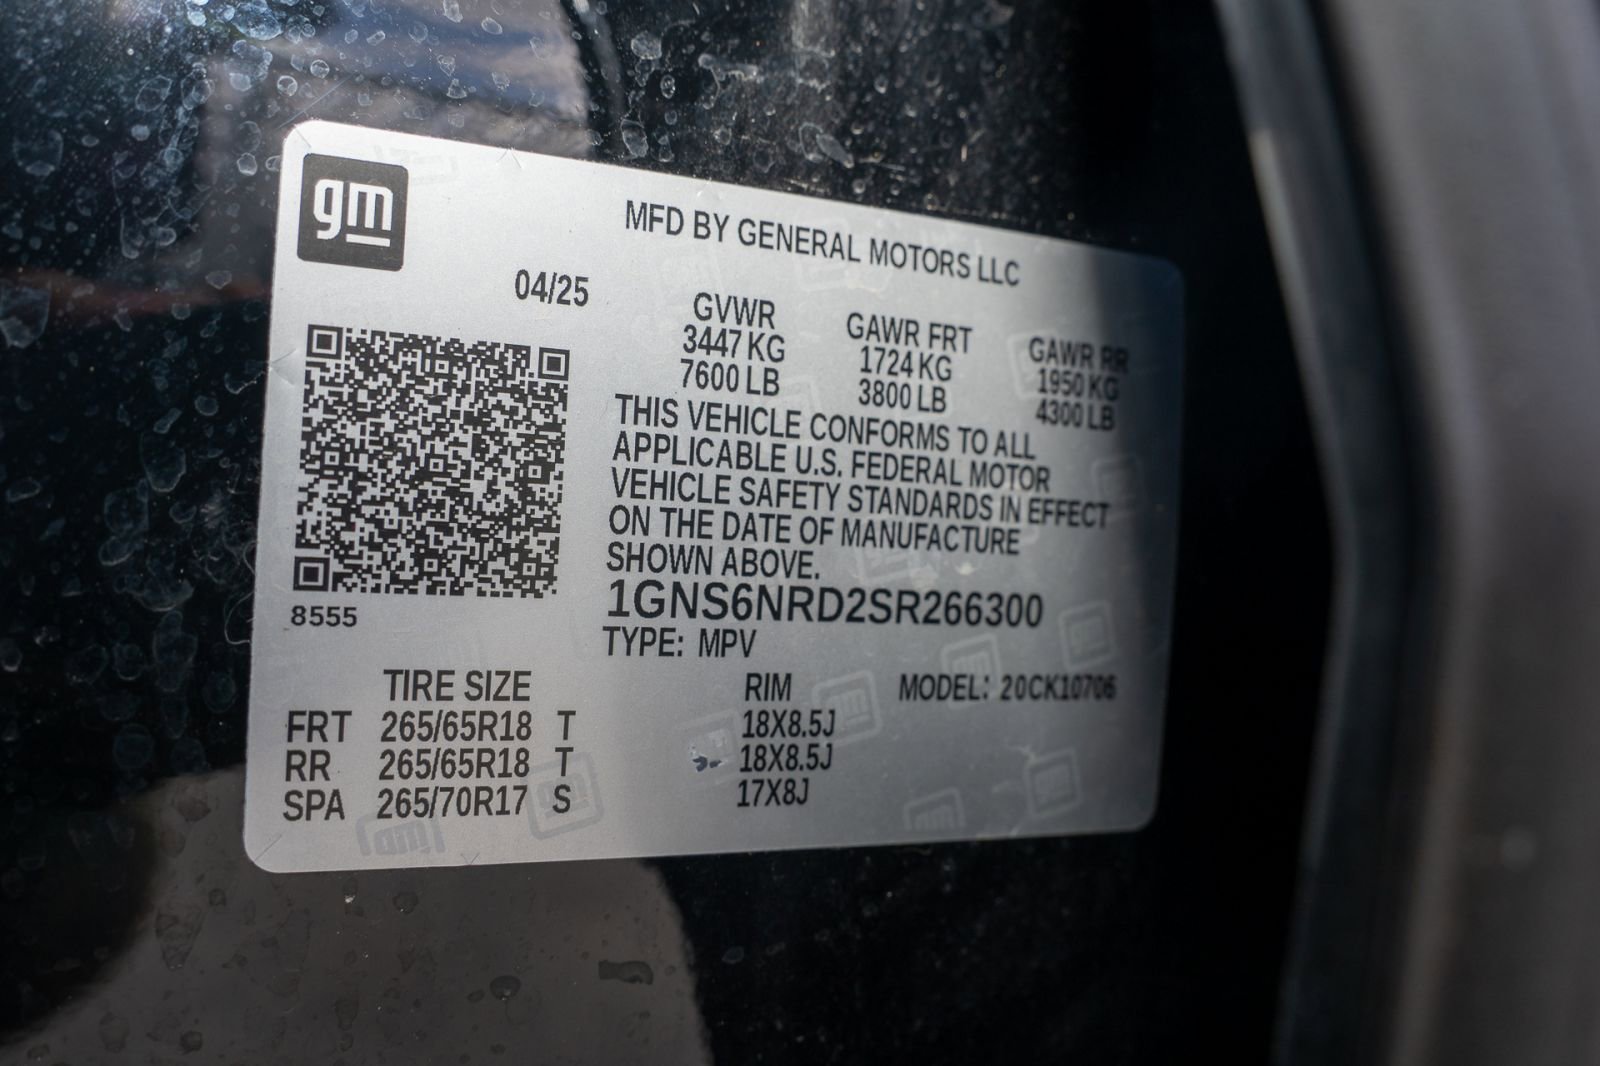 gm
MFD BY GENERAL MOTORS LLC
04/25
GVWR GAWR FRT GAWR RR
3447 KG 1724 KG 1950 KG
7600 LB 3800 LB 4300 LB
THIS VEHICLE CONFORMS TO ALL
APPLICABLE U.S. FEDERAL MOTOR
VEHICLE SAFETY STANDARDS IN EFFECT
ON THE DATE OF MANUFACTURE
SHOWN ABOVE.
8555
1GNS6NRD2SR266300
TYPE: MPV
TIRE SIZE RIM MODEL: 20CK10706
FRT 265/65R18 T 18X8.5J
RR 265/65R18 T 18X8.5J
SPA 265/70R17 S 17X8J